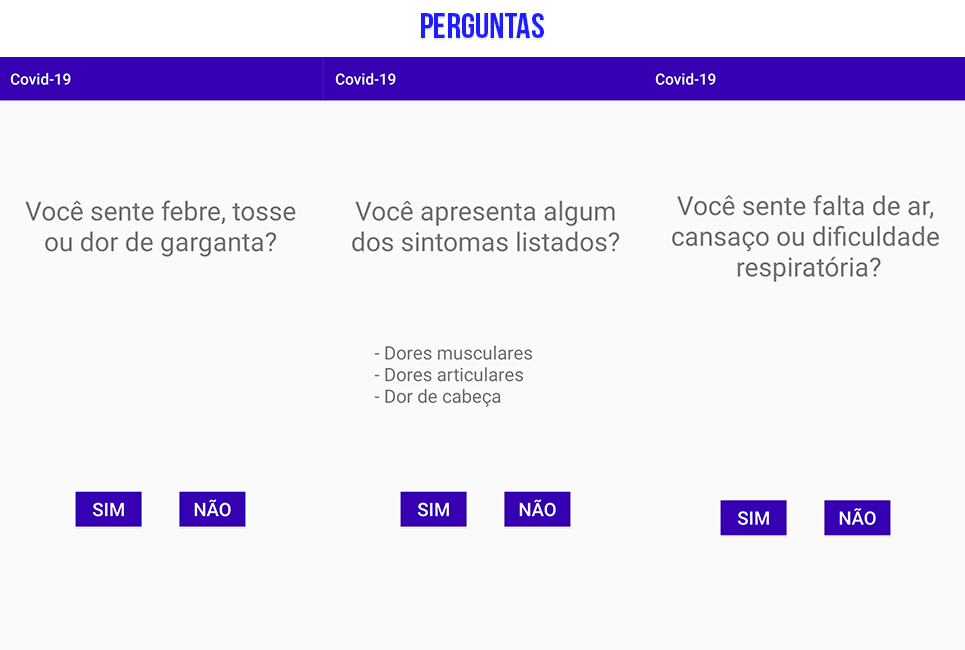 PERGUNTAS
Covid-19
Você sente febre, tosse
ou dor de garganta?
SIM
NÃO
Covid-19
Você apresenta algum
dos sintomas listados?
- Dores musculares
- Dores articulares
- Dor de cabeça
SIM
NÃO
Covid-19
Você sente falta de ar,
cansaço ou dificuldade
respiratória?
SIM
NÃO